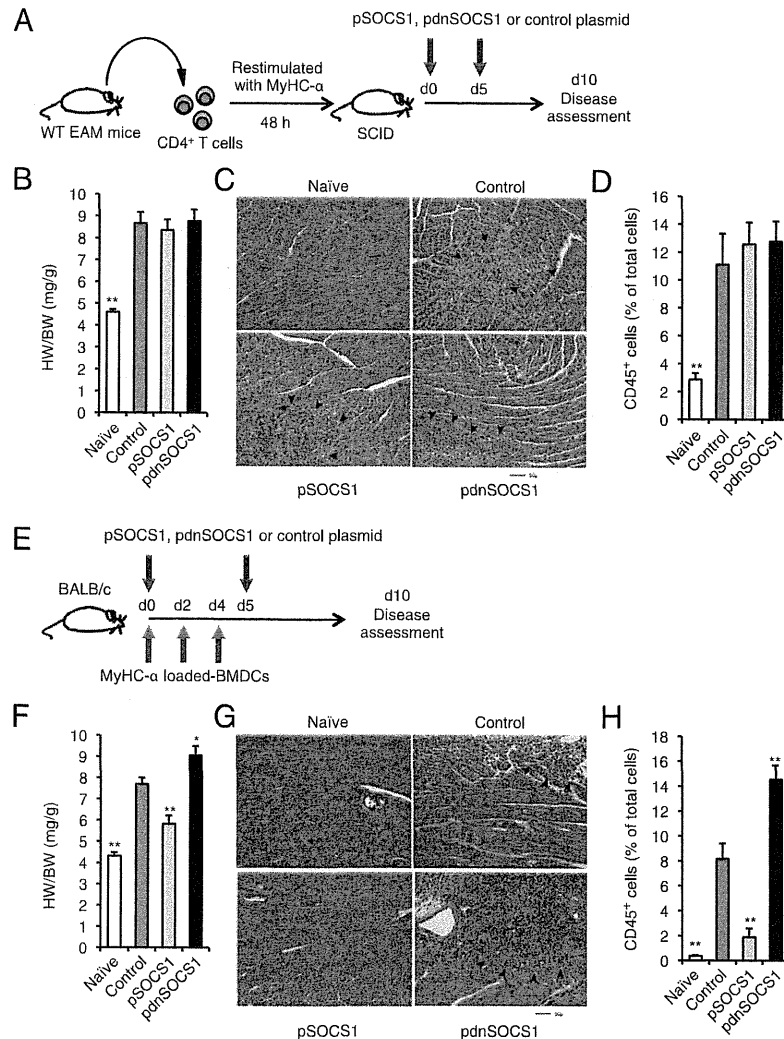 A
pSOCS1, pdnSOCS1 or control plasmid
Restimulated
with MyHC-α
48 h
d0
d5
d10
Disease
assessment
WT EAM mice
CD4⁺ T cells
SCID
B
HW/BW (mg/g)
10
9
8
7
6
5
4
3
2
1
0
**
Naïve
Control
pSOCS1
pdnSOCS1
C
Naïve
Control
pSOCS1
pdnSOCS1
D
CD45⁺ cells (% of total cells)
16
14
12
10
8
6
4
2
0
**
Naïve
Control
pSOCS1
pdnSOCS1
E
pSOCS1, pdnSOCS1 or control plasmid
BALB/c
d0
d2
d4
d5
d10
Disease
assessment
MyHC-α loaded-BMDCs
F
HW/BW (mg/g)
10
9
8
7
6
5
4
3
2
1
0
**
**
*
Naïve
Control
pSOCS1
pdnSOCS1
G
Naïve
Control
pSOCS1
pdnSOCS1
H
CD45⁺ cells (% of total cells)
18
16
14
12
10
8
6
4
2
0
**
**
**
Naïve
Control
pSOCS1
pdnSOCS1